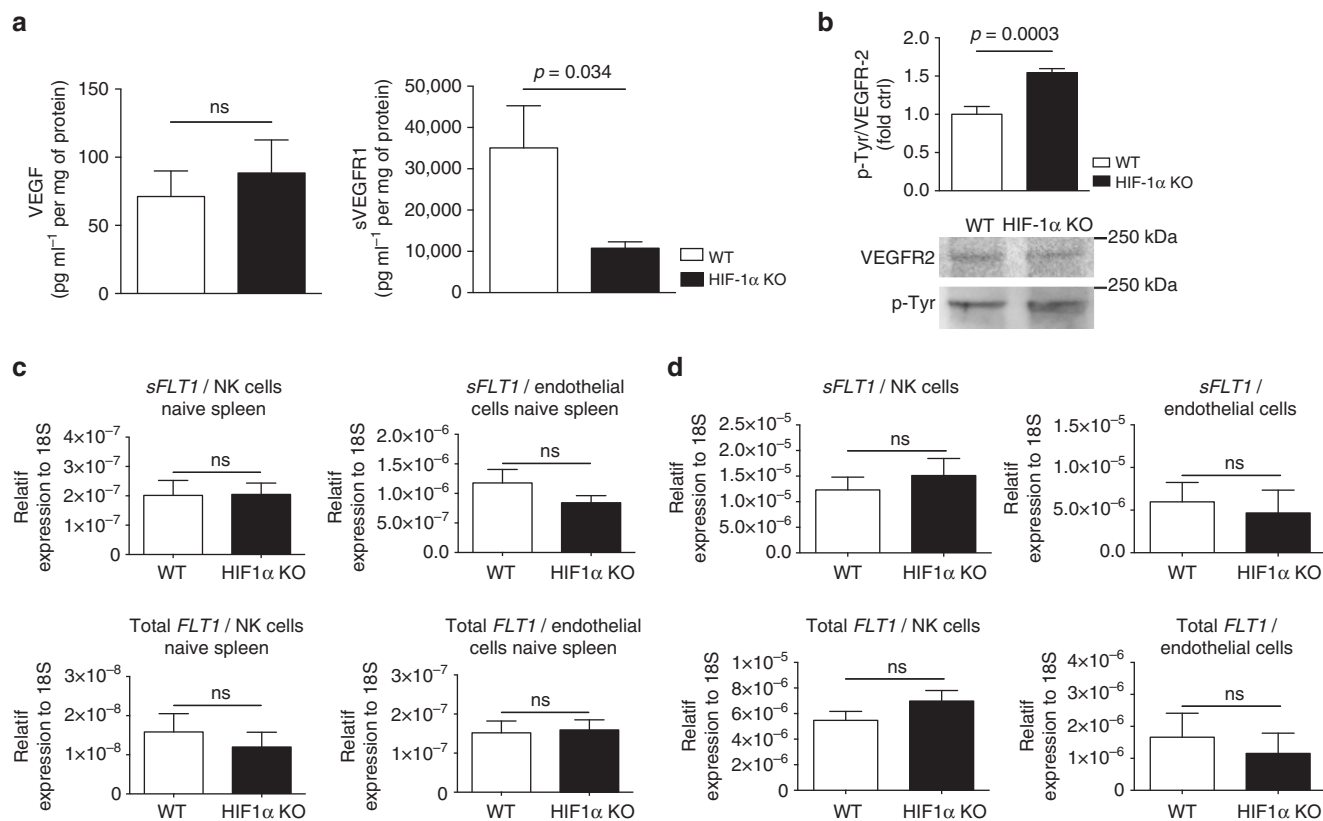 a
VEGF
(pg ml⁻¹ per mg of protein)
150
100
50
0
ns
sVEGFR1
(pg ml⁻¹ per mg of protein)
50,000
40,000
30,000
20,000
10,000
0
p = 0.034
WT
HIF-1α KO
b
p-Tyr/VEGFR-2
(fold ctrl)
2.0
1.5
1.0
0.5
0.0
p = 0.0003
WT
HIF-1α KO
WT HIF-1α KO
VEGFR2
250 kDa
p-Tyr
250 kDa
c
sFLT1 / NK cells
naive spleen
Relatif
expression to 18S
4×10⁻⁷
3×10⁻⁷
2×10⁻⁷
1×10⁻⁷
0
ns
WT HIF1α KO
sFLT1 / endothelial
cells naive spleen
Relatif
expression to 18S
2.0×10⁻⁶
1.5×10⁻⁶
1.0×10⁻⁶
5.0×10⁻⁷
0.0
ns
WT HIF1α KO
Total FLT1 / NK cells
naive spleen
Relatif
expression to 18S
3×10⁻⁸
2×10⁻⁸
1×10⁻⁸
0
ns
WT HIF1α KO
Total FLT1 / endothelial
cells naive spleen
Relatif
expression to 18S
3×10⁻⁷
2×10⁻⁷
1×10⁻⁷
0
ns
WT HIF1α KO
d
sFLT1 / NK cells
Relatif
expression to 18S
2.5×10⁻⁵
2.0×10⁻⁵
1.5×10⁻⁵
1.0×10⁻⁵
5.0×10⁻⁶
0.0
ns
WT HIF1α KO
sFLT1 /
endothelial cells
Relatif
expression to 18S
1.5×10⁻⁵
1.0×10⁻⁵
5.0×10⁻⁶
0.0
ns
WT HIF1α KO
Total FLT1 / NK cells
Relatif
expression to 18S
1×10⁻⁵
8×10⁻⁶
6×10⁻⁶
4×10⁻⁶
2×10⁻⁶
0
ns
WT HIF1α KO
Total FLT1 /
endothelial cells
Relatif
expression to 18S
4×10⁻⁶
3×10⁻⁶
2×10⁻⁶
1×10⁻⁶
0
ns
WT HIF1α KO